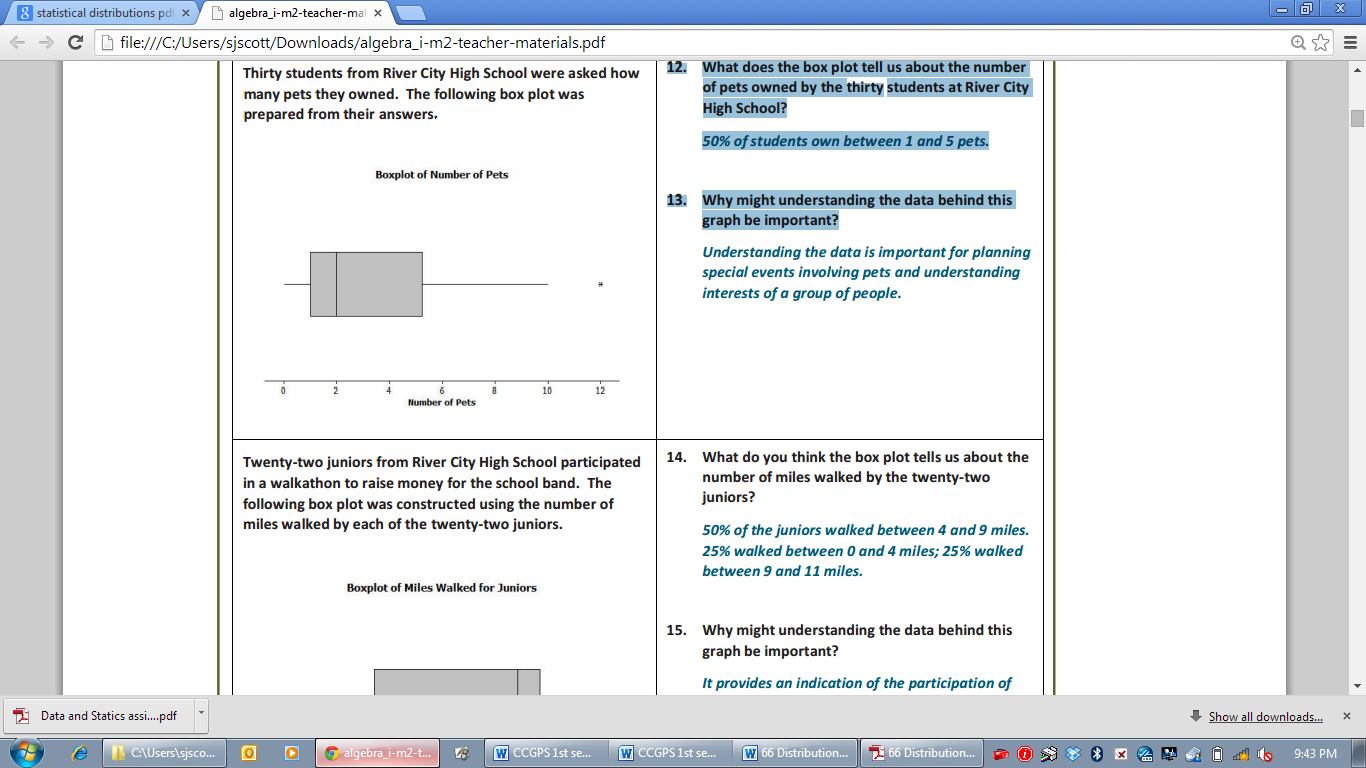 statistical distributions pdf
algebra_i-m2-teacher-mat
file:///C:/Users/sjscott/Downloads/algebra_i-m2-teacher-materials.pdf
Thirty students from River City High School were asked how
many pets they owned.  The following box plot was
prepared from their answers.
Boxplot of Number of Pets
*
0 2 4 6 8 10 12
Number of Pets
12. What does the box plot tell us about the number
of pets owned by the thirty students at River City
High School?
50% of students own between 1 and 5 pets.
13. Why might understanding the data behind this
graph be important?
Understanding the data is important for planning
special events involving pets and understanding
interests of a group of people.
Twenty-two juniors from River City High School participated
in a walkathon to raise money for the school band.  The
following box plot was constructed using the number of
miles walked by each of the twenty-two juniors.
Boxplot of Miles Walked for Juniors
14. What do you think the box plot tells us about the
number of miles walked by the twenty-two
juniors?
50% of the juniors walked between 4 and 9 miles.
25% walked between 0 and 4 miles; 25% walked
between 9 and 11 miles.
15. Why might understanding the data behind this
graph be important?
It provides an indication of the participation of
Data and Statics assi....pdf
Show all downloads...
C:\Users\sjsco...
algebra_i-m2-t...
CCGPS 1st se...
CCGPS 1st se...
66 Distribution...
66 Distribution...
9:43 PM